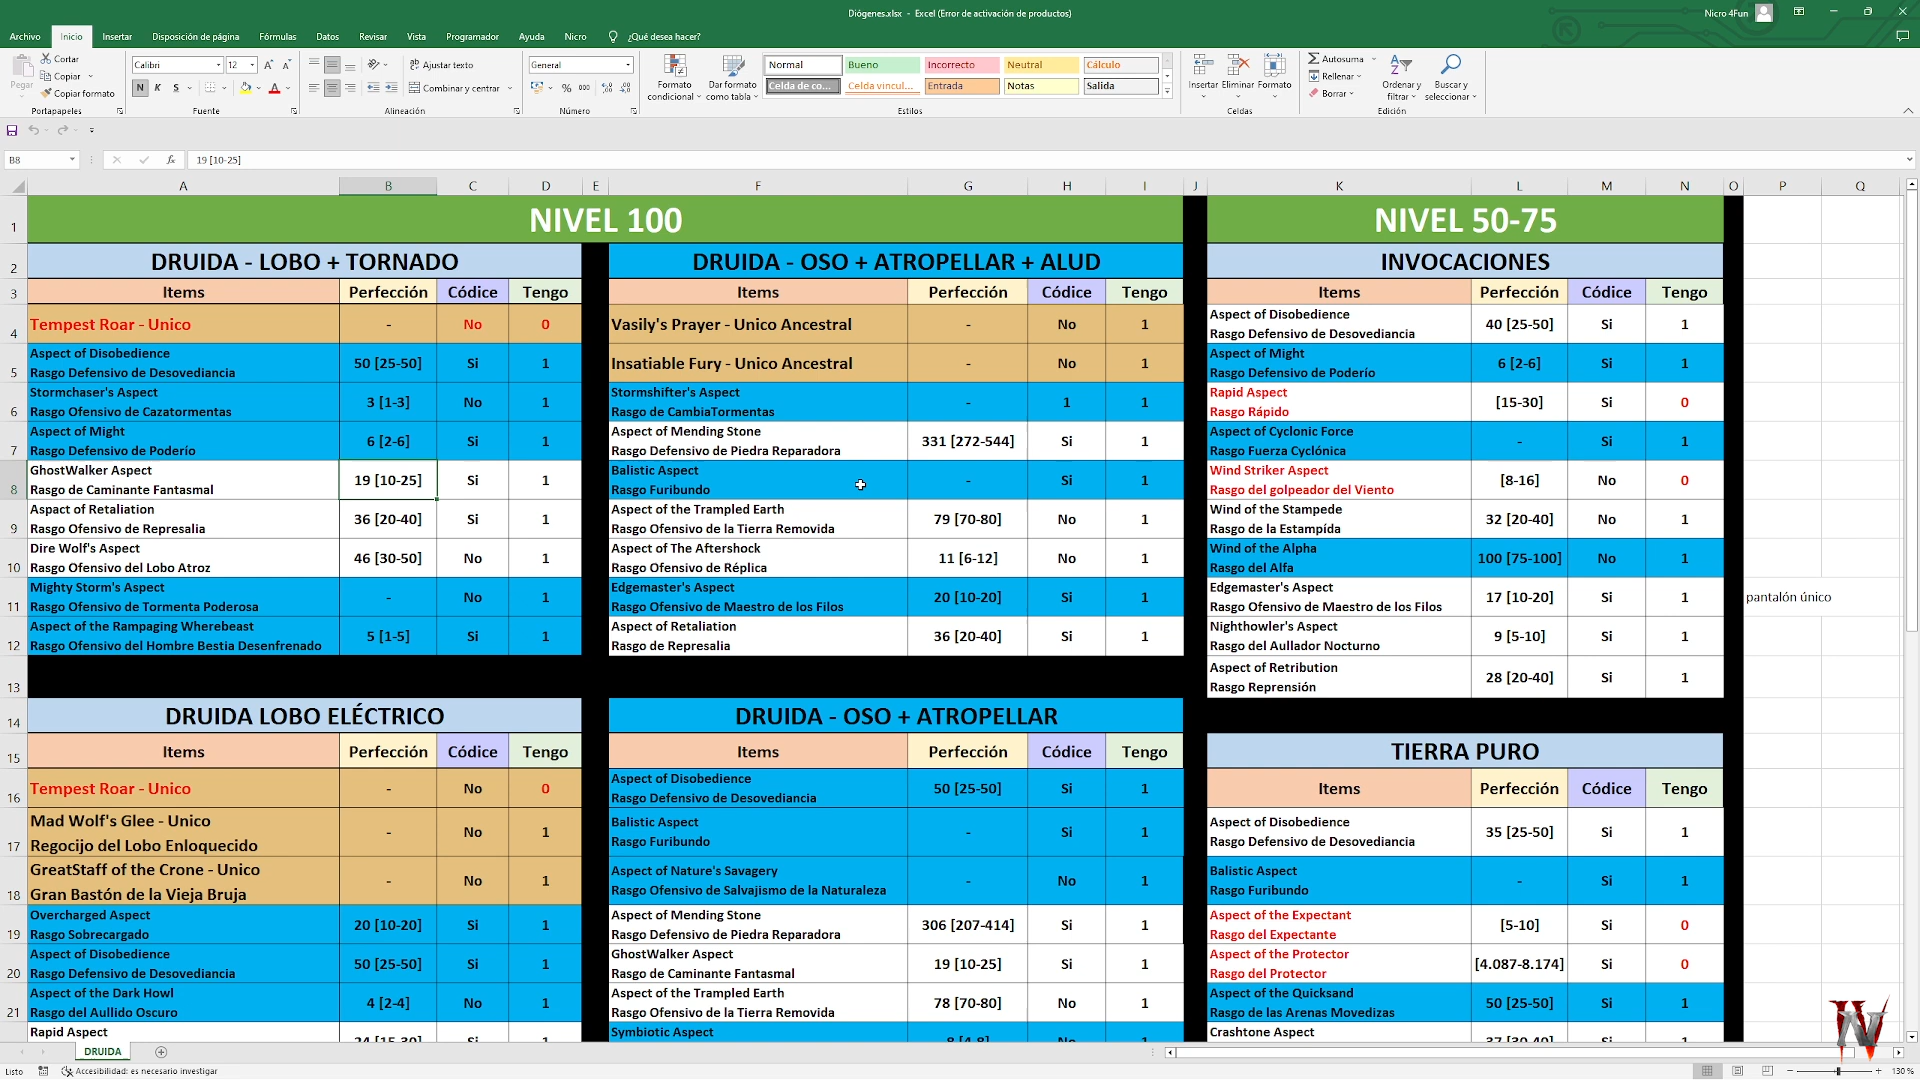 Diógenes.xlsx - Excel (Error de activación de productos)
Nicro 4Fun
Archivo Inicio Insertar Disposición de página Fórmulas Datos Revisar Vista Programador Ayuda Nicro ¿Qué desea hacer?
Pegar
Cortar
Copiar
Copiar formato
Portapapeles
Calibri 12
N K S
Fuente
Ajustar texto
Combinar y centrar
Alineación
General
% 000
Número
Formato condicional
Dar formato como tabla
Normal Bueno Incorrecto Neutral Cálculo
Celda de co... Celda vincul... Entrada Notas Salida
Estilos
Insertar Eliminar Formato
Celdas
Autosuma
Rellenar
Borrar
Ordenar y filtrar
Buscar y seleccionar
Edición
B8 fx 19 [10-25]
A B C D E F G H I J K L M N O P Q
1 NIVEL 100 NIVEL 50-75
2 DRUIDA - LOBO + TORNADO DRUIDA - OSO + ATROPELLAR + ALUD INVOCACIONES
3 Items Perfección Códice Tengo Items Perfección Códice Tengo Items Perfección Códice Tengo
4 Tempest Roar - Unico - No 0 Vasily's Prayer - Unico Ancestral - No 1 Aspect of Disobedience
Rasgo Defensivo de Desovediancia 40 [25-50] Si 1
5 Aspect of Disobedience
Rasgo Defensivo de Desovediancia 50 [25-50] Si 1 Insatiable Fury - Unico Ancestral - No 1 Aspect of Might
Rasgo Defensivo de Poderío 6 [2-6] Si 1
6 Stormchaser's Aspect
Rasgo Ofensivo de Cazatormentas 3 [1-3] No 1 Stormshifter's Aspect
Rasgo de CambiaTormentas - 1 1 Rapid Aspect
Rasgo Rápido [15-30] Si 0
7 Aspect of Might
Rasgo Defensivo de Poderío 6 [2-6] Si 1 Aspect of Mending Stone
Rasgo Defensivo de Piedra Reparadora 331 [272-544] Si 1 Aspect of Cyclonic Force
Rasgo Fuerza Cyclónica - Si 1
8 GhostWalker Aspect
Rasgo de Caminante Fantasmal 19 [10-25] Si 1 Balistic Aspect
Rasgo Furibundo - Si 1 Wind Striker Aspect
Rasgo del golpeador del Viento [8-16] No 0
9 Aspact of Retaliation
Rasgo Ofensivo de Represalia 36 [20-40] Si 1 Aspect of the Trampled Earth
Rasgo Ofensivo de la Tierra Removida 79 [70-80] No 1 Wind of the Stampede
Rasgo de la Estampída 32 [20-40] No 1
10 Dire Wolf's Aspect
Rasgo Ofensivo del Lobo Atroz 46 [30-50] No 1 Aspect of The Aftershock
Rasgo Ofensivo de Réplica 11 [6-12] No 1 Wind of the Alpha
Rasgo del Alfa 100 [75-100] No 1
11 Mighty Storm's Aspect
Rasgo Ofensivo de Tormenta Poderosa - No 1 Edgemaster's Aspect
Rasgo Ofensivo de Maestro de los Filos 20 [10-20] Si 1 Edgemaster's Aspect
Rasgo Ofensivo de Maestro de los Filos 17 [10-20] Si 1 pantalón único
12 Aspect of the Rampaging Wherebeast
Rasgo Ofensivo del Hombre Bestia Desenfrenado 5 [1-5] Si 1 Aspect of Retaliation
Rasgo de Represalia 36 [20-40] Si 1 Nighthowler's Aspect
Rasgo del Aullador Nocturno 9 [5-10] Si 1
13 Aspect of Retribution
Rasgo Reprensión 28 [20-40] Si 1
14 DRUIDA LOBO ELÉCTRICO DRUIDA - OSO + ATROPELLAR
15 Items Perfección Códice Tengo Items Perfección Códice Tengo TIERRA PURO
16 Tempest Roar - Unico - No 0 Aspect of Disobedience
Rasgo Defensivo de Desovediancia 50 [25-50] Si 1 Items Perfección Códice Tengo
17 Mad Wolf's Glee - Unico
Regocijo del Lobo Enloquecido - No 1 Balistic Aspect
Rasgo Furibundo - Si 1 Aspect of Disobedience
Rasgo Defensivo de Desovediancia 35 [25-50] Si 1
18 GreatStaff of the Crone - Unico
Gran Bastón de la Vieja Bruja - No 1 Aspect of Nature's Savagery
Rasgo Ofensivo de Salvajismo de la Naturaleza - No 1 Balistic Aspect
Rasgo Furibundo - Si 1
19 Overcharged Aspect
Rasgo Sobrecargado 20 [10-20] Si 1 Aspect of Mending Stone
Rasgo Defensivo de Piedra Reparadora 306 [207-414] Si 1 Aspect of the Expectant
Rasgo del Expectante [5-10] Si 0
20 Aspect of Disobedience
Rasgo Defensivo de Desovediancia 50 [25-50] Si 1 GhostWalker Aspect
Rasgo de Caminante Fantasmal 19 [10-25] Si 1 Aspect of the Protector
Rasgo del Protector [4.087-8.174] Si 0
21 Aspect of the Dark Howl
Rasgo del Aullido Oscuro 4 [2-4] No 1 Aspect of the Trampled Earth
Rasgo Ofensivo de la Tierra Removida 78 [70-80] No 1 Aspect of the Quicksand
Rasgo de las Arenas Movedizas 50 [25-50] Si 1
Rapid Aspect 24 [15-30] Si 1 Symbiotic Aspect 8 [4-8] No 1 Crashtone Aspect 37 [30-40] Si 1
DRUIDA
Listo Accesibilidad: es necesario investigar 130 %